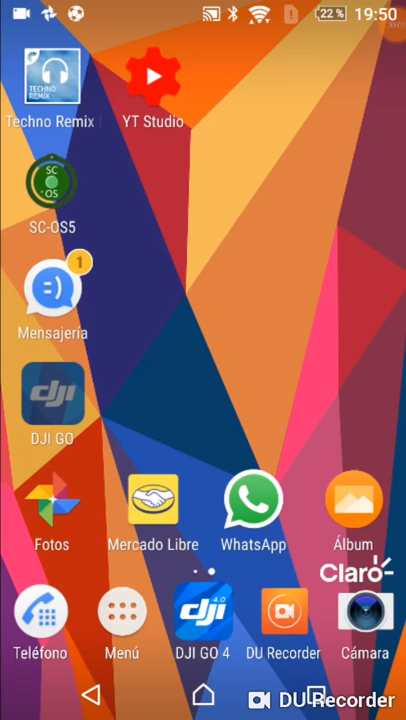 22 % 19:50
TECHNO
REMIX
Techno Remix YT Studio
SC
OS
SC-OS5
1
Mensajería
dji
DJI GO
Fotos Mercado Libre WhatsApp Álbum
Claro
dji 4.0
Teléfono Menú DJI GO 4 DU Recorder Cámara
DU Recorder